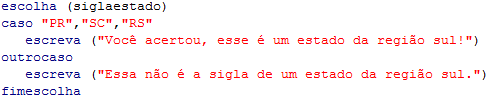 escolha (siglaestado)
caso "PR","SC","RS"
   escreva ("Você acertou, esse é um estado da região sul!")
outrocaso
   escreva ("Essa não é a sigla de um estado da região sul.")
fimescolha